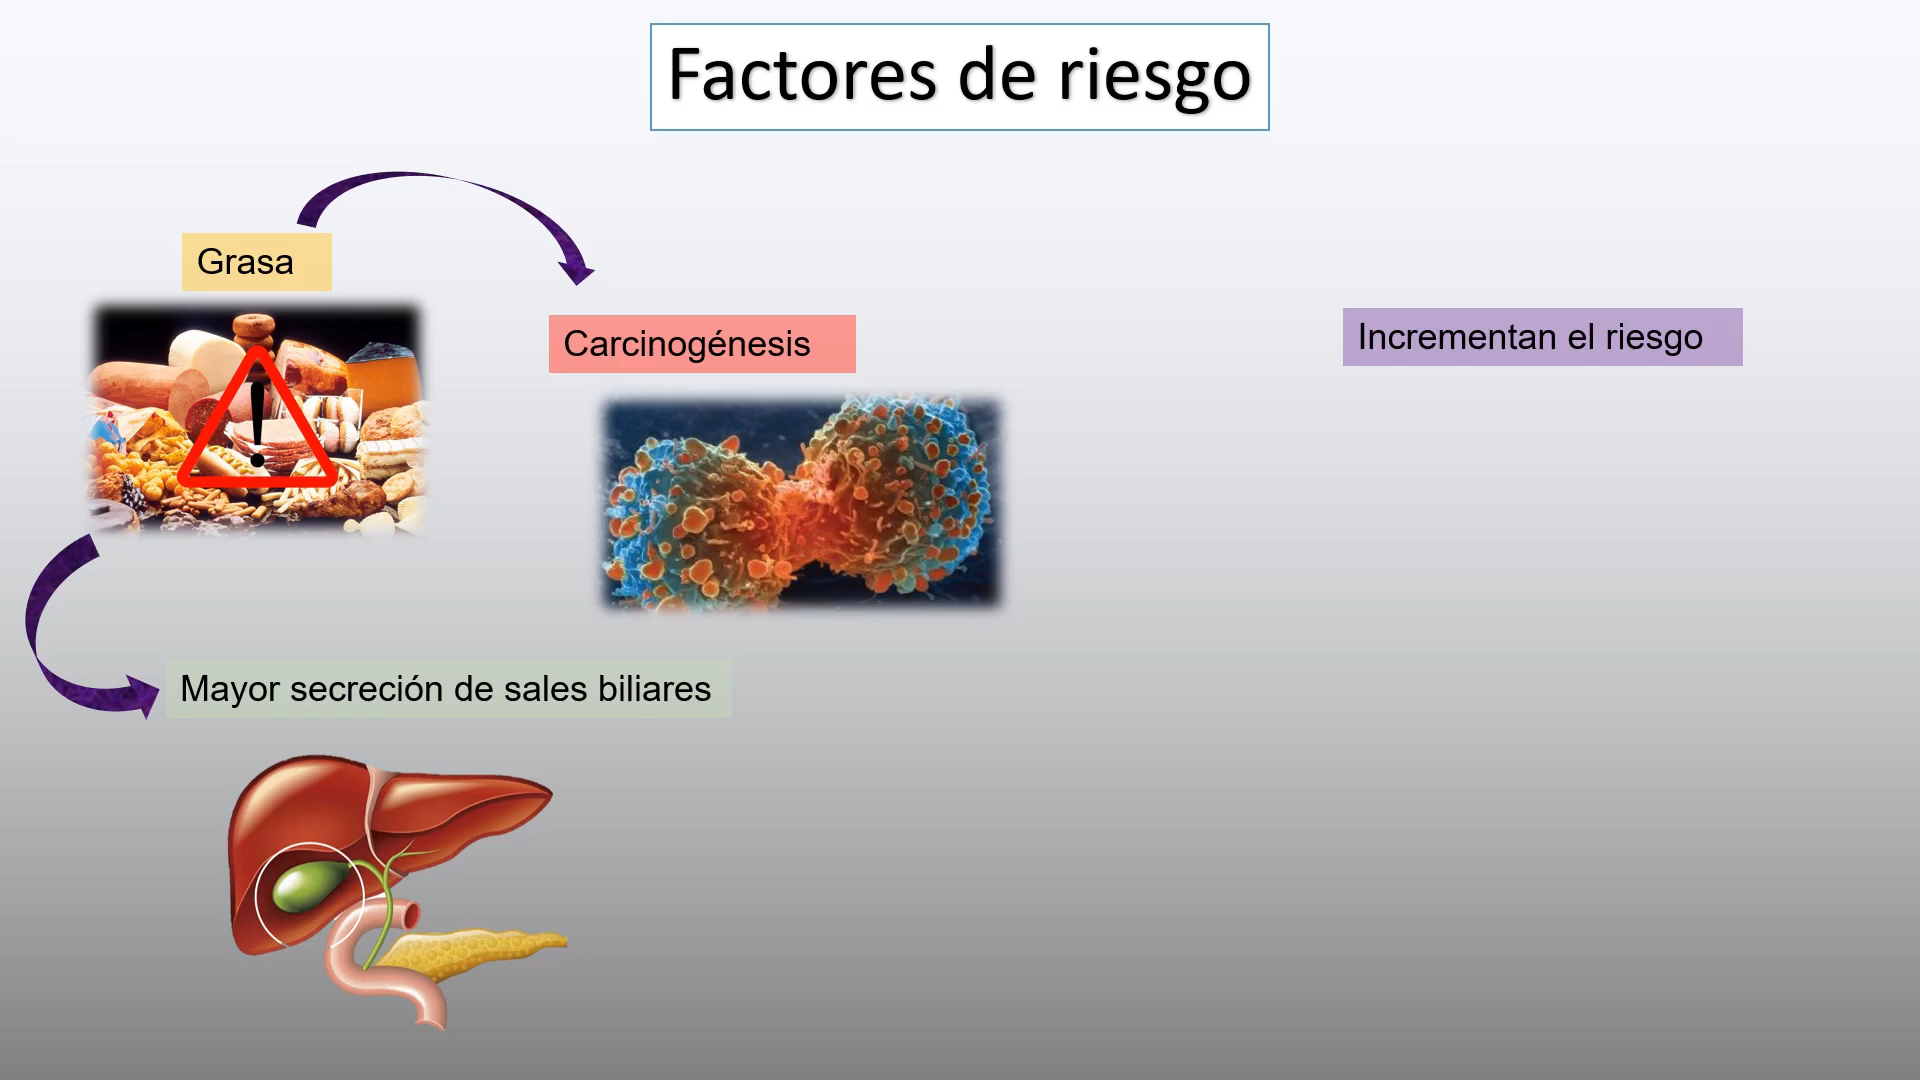 Factores de riesgo
Grasa
Carcinogénesis
Incrementan el riesgo
Mayor secreción de sales biliares